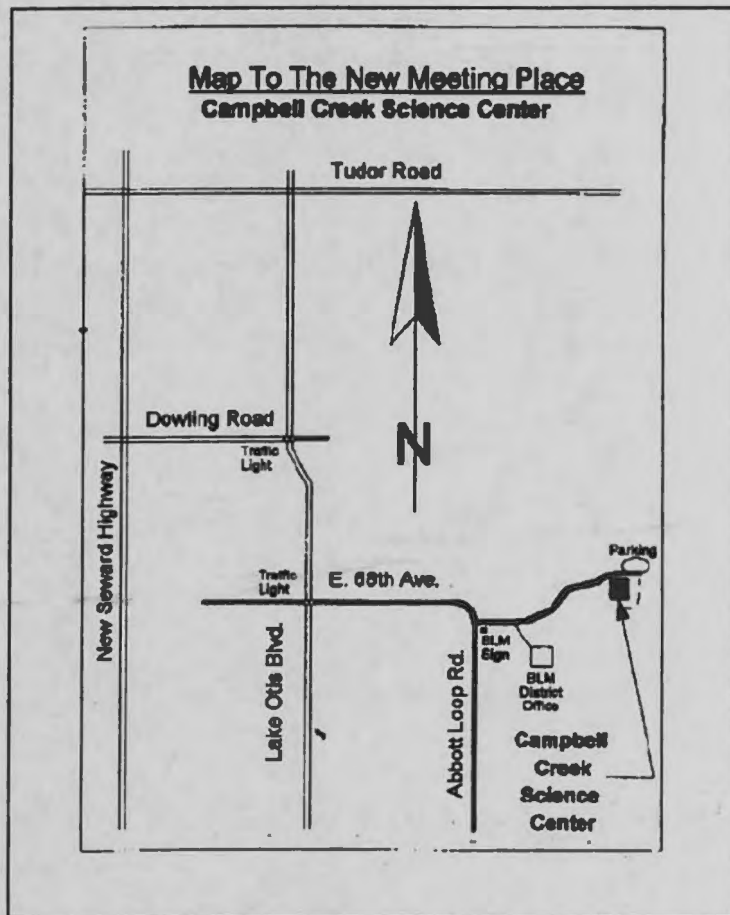 Map To The New Meeting Place
Campbell Creek Science Center
Tudor Road
Dowling Road
Traffic
Light
N
New Seward Highway
Parking
Traffic
Light
E. 68th Ave.
BLM
Sign
Lake Otis Blvd.
Abbott Loop Rd.
BLM
District
Office
Campbell
Creek
Science
Center